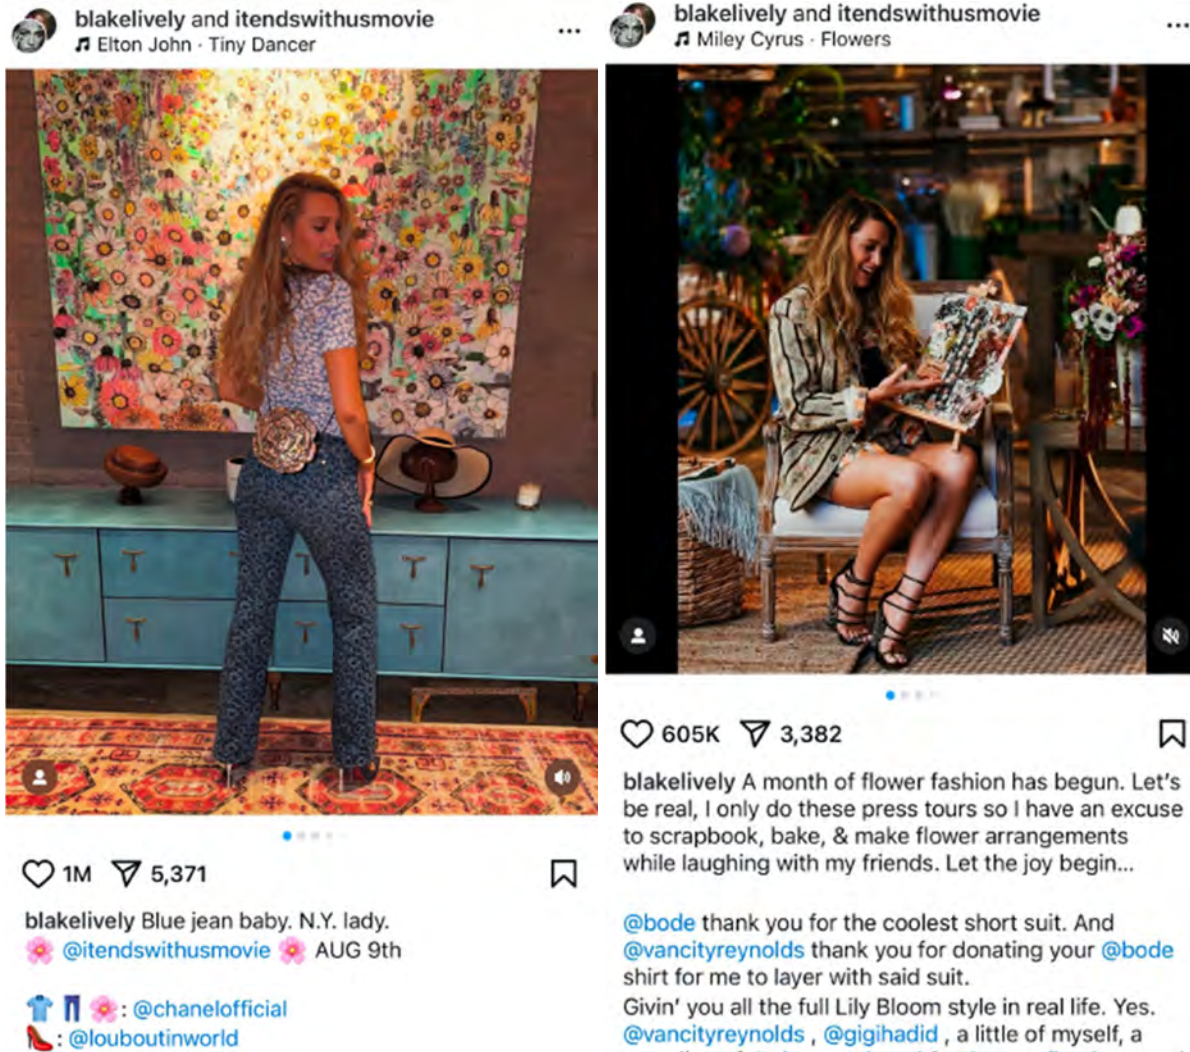 blakelively and itendswithusmovie
Elton John · Tiny Dancer
1M 5,371
blakelively Blue jean baby. N.Y. lady.
🌸 @itendswithusmovie 🌸 AUG 9th
👕 👖 🌸: @chanelofficial
👠: @louboutinworld
blakelively and itendswithusmovie
Miley Cyrus · Flowers
605K 3,382
blakelively A month of flower fashion has begun. Let's
be real, I only do these press tours so I have an excuse
to scrapbook, bake, & make flower arrangements
while laughing with my friends. Let the joy begin...
@bode thank you for the coolest short suit. And
@vancityreynolds thank you for donating your @bode
shirt for me to layer with said suit.
Givin' you all the full Lily Bloom style in real life. Yes.
@vancityreynolds , @gigihadid , a little of myself, a